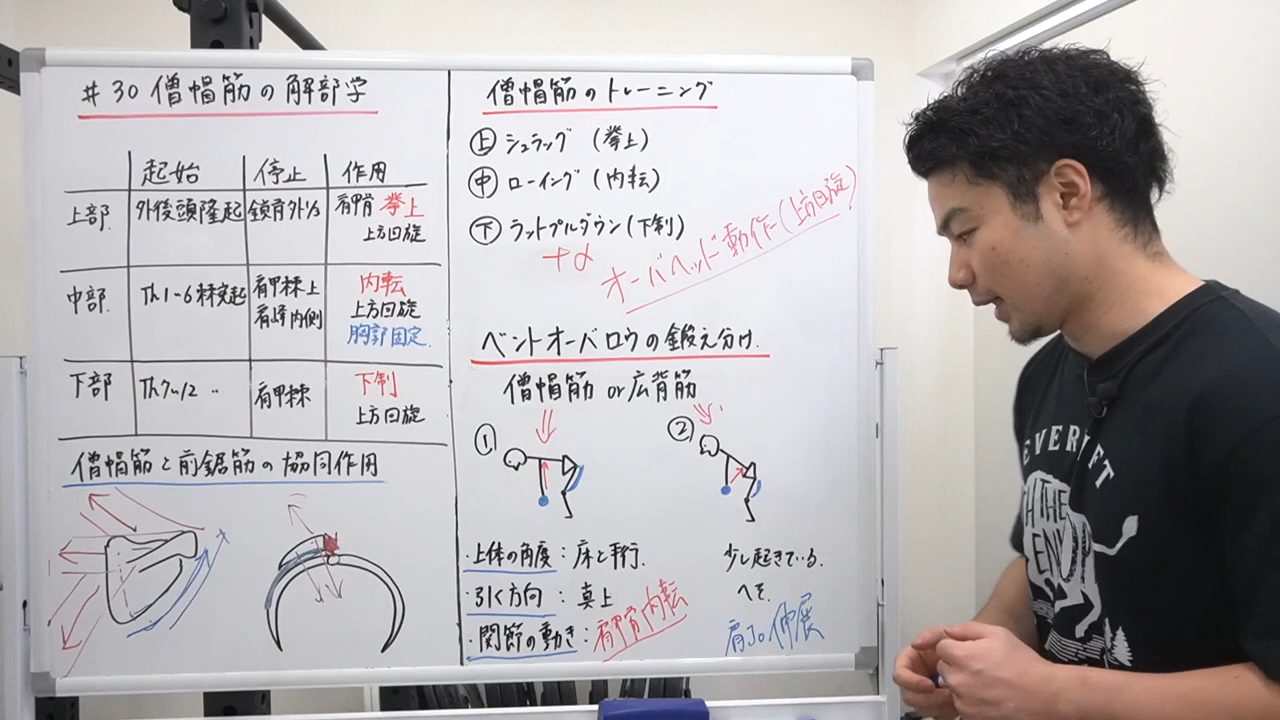 #30 僧帽筋の解部学
起始 停止 作用
上部 外後頭隆起 鎖骨外1/3 肩甲骨 挙上
上方回旋
中部 Th1-6棘突起 肩甲棘上 肩峰内側 内転
上方回旋
胸郭固定
下部 Th7~12 〃 肩甲棘 下制
上方回旋
僧帽筋と前鋸筋の協同作用
僧帽筋のトレーニング
上 シュラッグ (挙上)
中 ローイング (内転)
下 ラットプルダウン (下制)
+α オーバヘッド動作(上方回旋)
ベントオーバロウの鍛え分け.
僧帽筋 or 広背筋
① ②
・上体の角度 : 床と平行. 少し起きている.
・引く方向 : 真上 へそ.
・関節の動き : 肩甲骨内転 肩の伸展
EVER
FT
THE
END